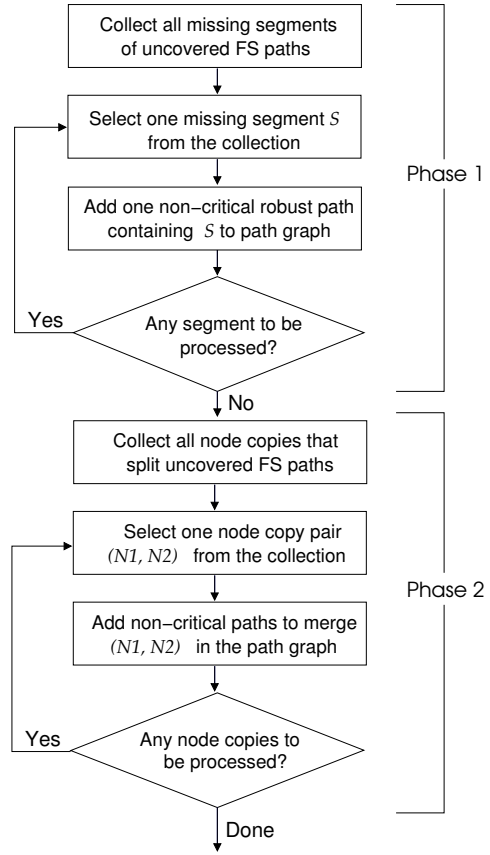 Collect all missing segments
of uncovered FS paths
Select one missing segment S
from the collection
Phase 1
Add one non−critical robust path
containing S to path graph
Yes
Any segment to be
processed?
No
Collect all node copies that
split uncovered FS paths
Select one node copy pair
(N1, N2) from the collection
Phase 2
Add non−critical paths to merge
(N1, N2) in the path graph
Yes
Any node copies to
be processed?
Done